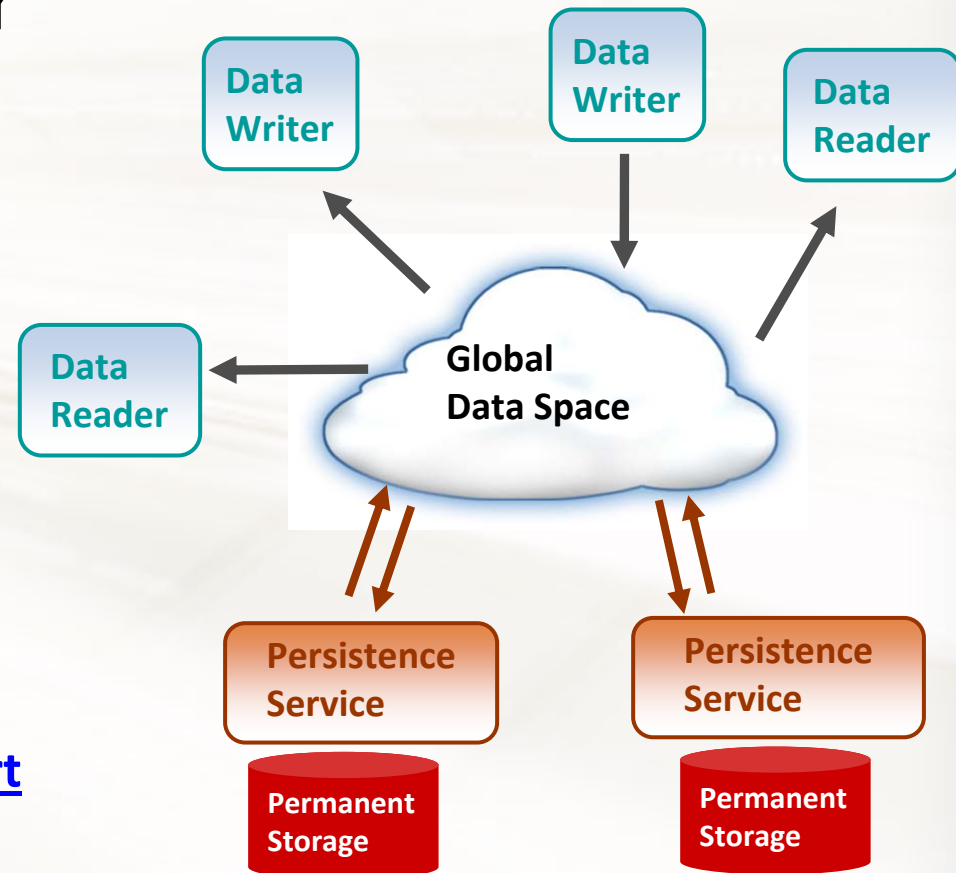 Data
Writer
Data
Writer
Data
Reader
Data
Reader
Global
Data Space
Persistence
Service
Persistence
Service
rt
Permanent
Storage
Permanent
Storage